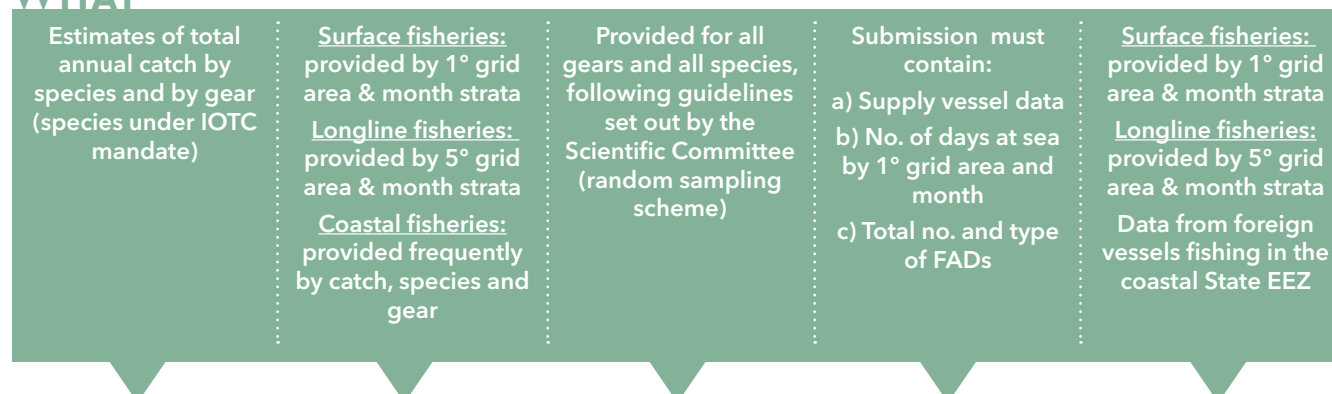 WHAT
Estimates of total
annual catch by
species and by gear
(species under IOTC
mandate)
Surface fisheries:
provided by 1° grid
area & month strata
Longline fisheries:
provided by 5° grid
area & month strata
Coastal fisheries:
provided frequently
by catch, species and
gear
Provided for all
gears and all species,
following guidelines
set out by the
Scientific Committee
(random sampling
scheme)
Submission must
contain:
a) Supply vessel data
b) No. of days at sea
by 1° grid area and
month
c) Total no. and type
of FADs
Surface fisheries:
provided by 1° grid
area & month strata
Longline fisheries:
provided by 5° grid
area & month strata
Data from foreign
vessels fishing in the
coastal State EEZ